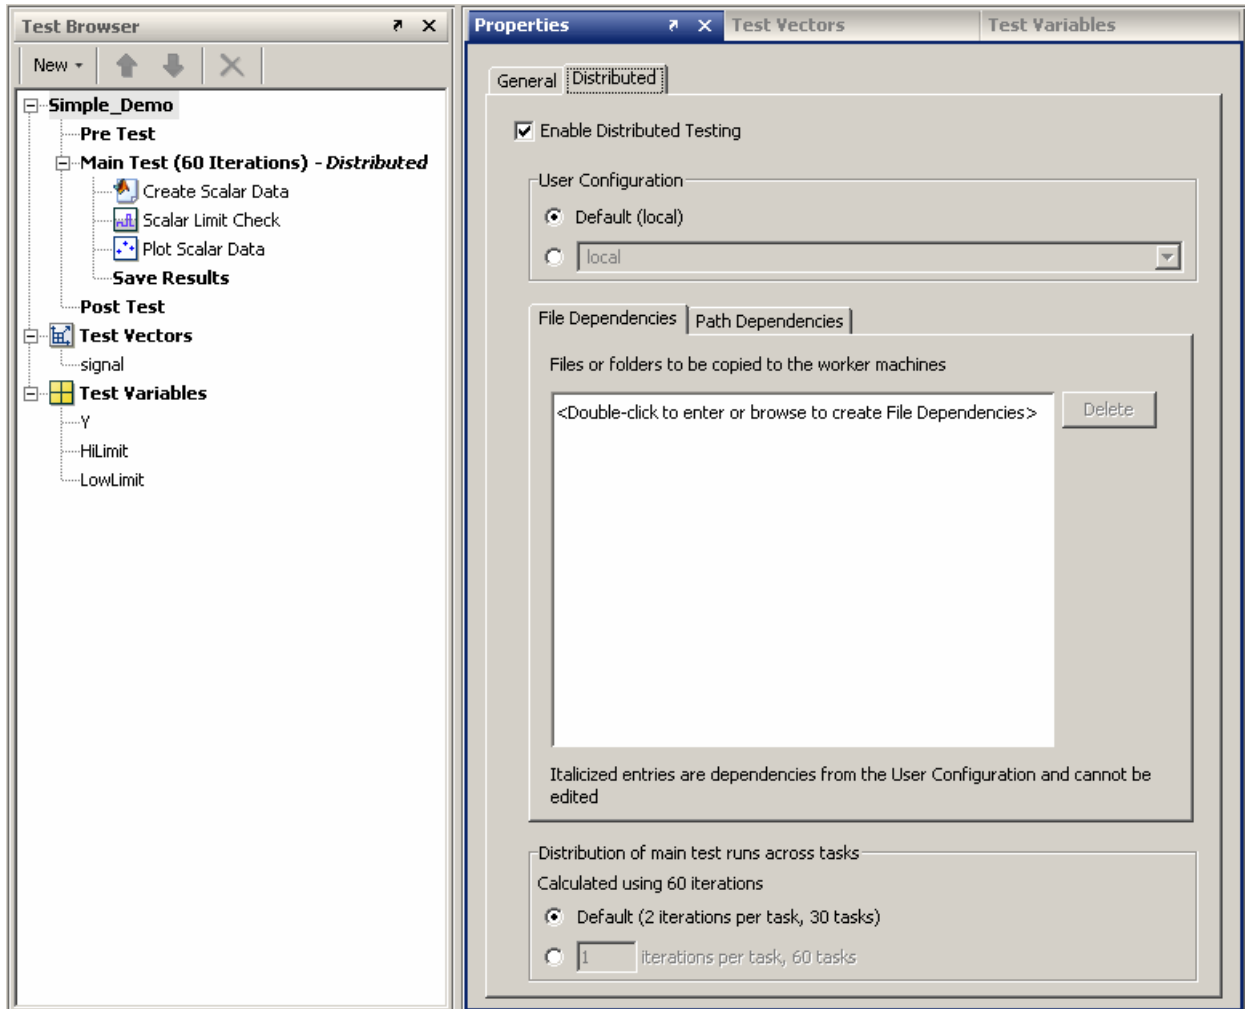 Test Browser
New
Simple_Demo
Pre Test
Main Test (60 Iterations) - Distributed
Create Scalar Data
Scalar Limit Check
Plot Scalar Data
Save Results
Post Test
Test Vectors
signal
Test Variables
Y
HiLimit
LowLimit
Properties
Test Vectors
Test Variables
General
Distributed
Enable Distributed Testing
User Configuration
Default (local)
local
File Dependencies
Path Dependencies
Files or folders to be copied to the worker machines
<Double-click to enter or browse to create File Dependencies>
Delete
Italicized entries are dependencies from the User Configuration and cannot be
edited
Distribution of main test runs across tasks
Calculated using 60 iterations
Default (2 iterations per task, 30 tasks)
1 iterations per task, 60 tasks